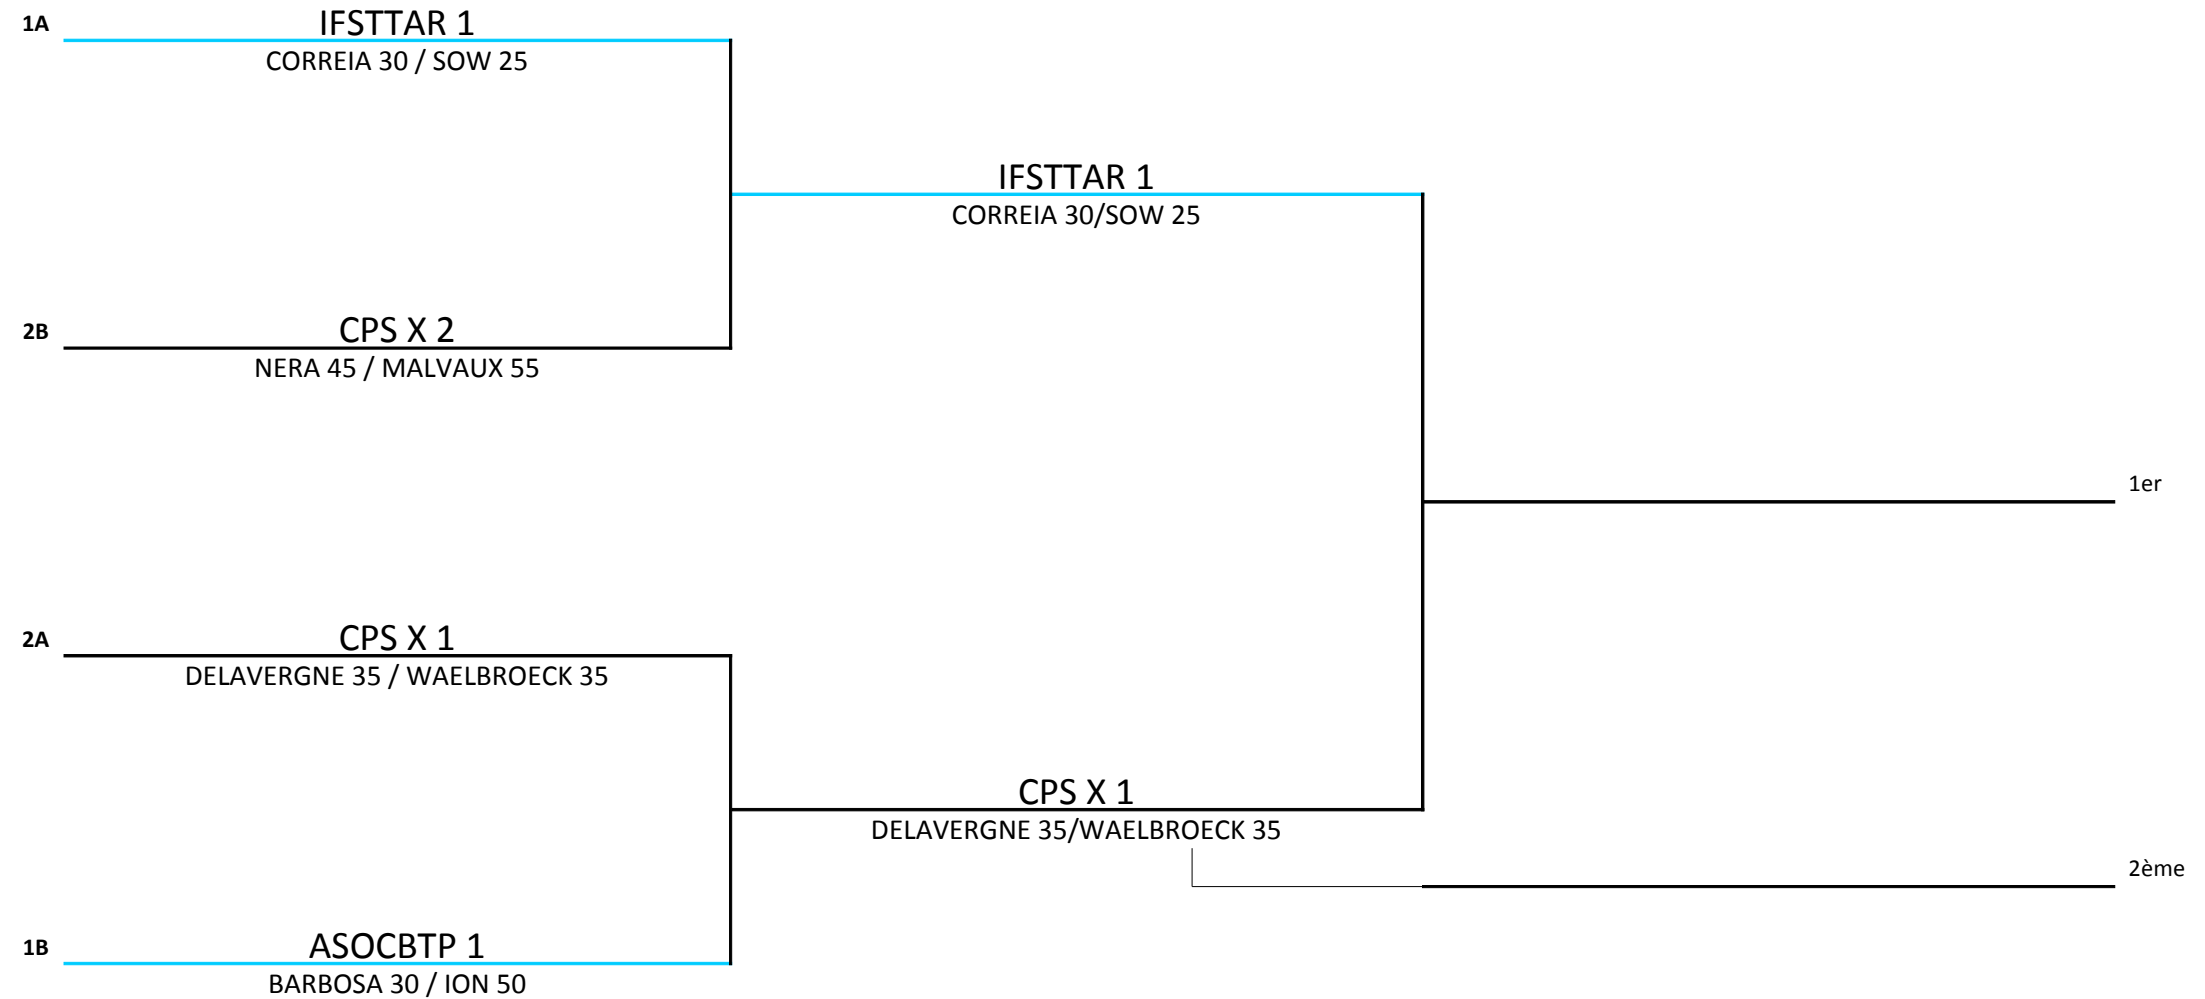 1A
IFSTTAR 1
CORREIA 30 / SOW 25
IFSTTAR 1
CORREIA 30/SOW 25
2B
CPS X 2
NERA 45 / MALVAUX 55
1er
2A
CPS X 1
DELAVERGNE 35 / WAELBROECK 35
CPS X 1
DELAVERGNE 35/WAELBROECK 35
2ème
1B
ASOCBTP 1
BARBOSA 30 / ION 50